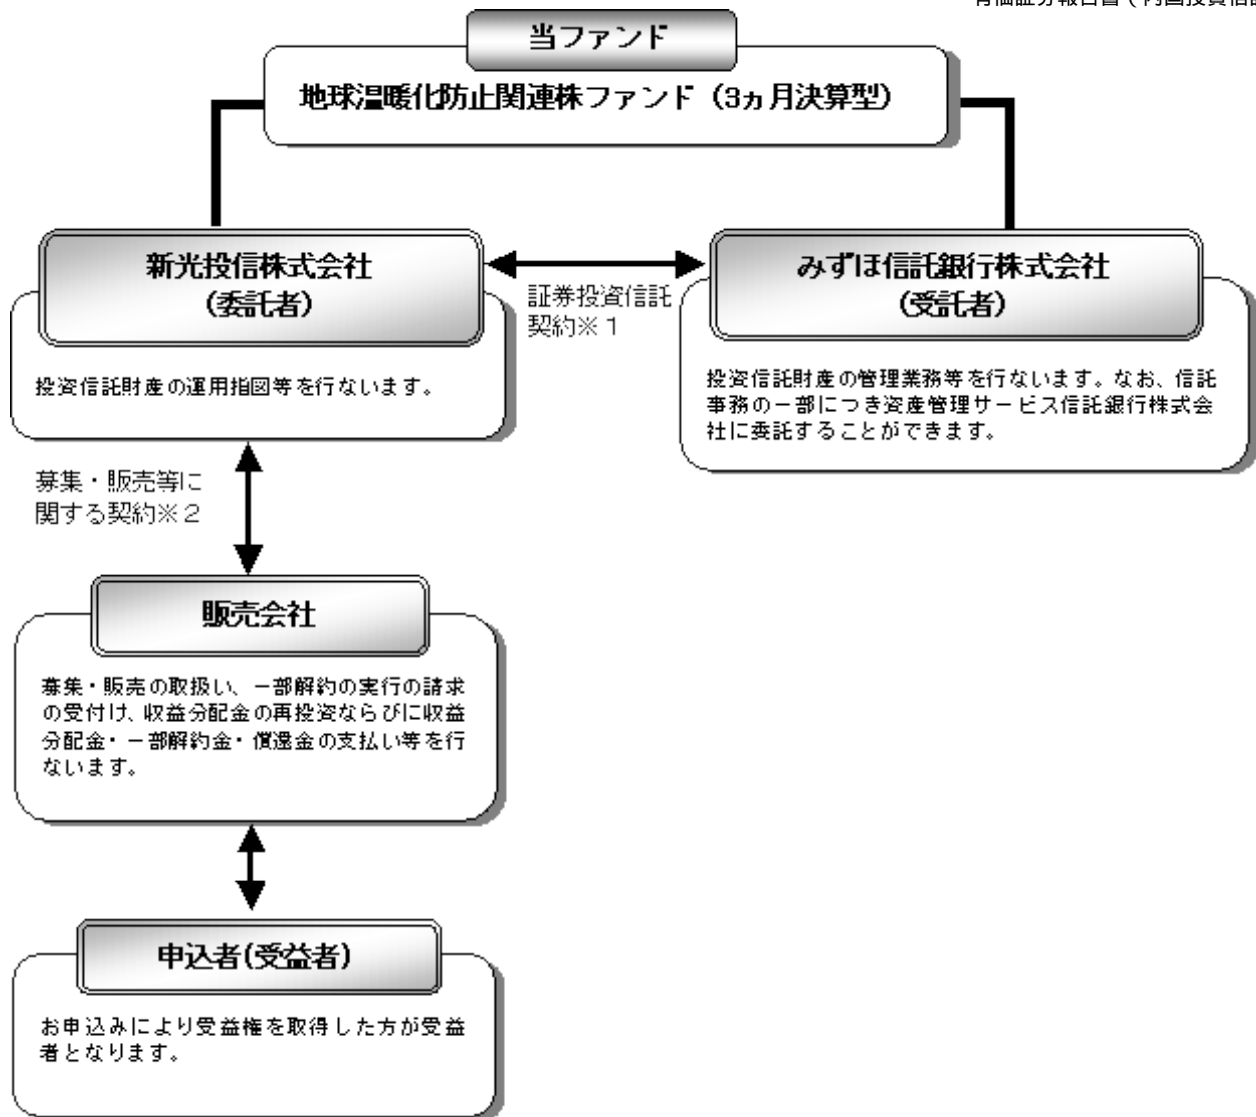 当ファンド
地球温暖化防止関連株ファンド（3ヵ月決算型）
新光投信株式会社
(委託者)
投資信託財産の運用指図等を行ないます。
証券投資信託
契約※１
みずほ信託銀行株式会社
(受託者)
投資信託財産の管理業務等を行ないます。なお、信託
事務の一部につき資産管理サービス信託銀行株式会
社に委託することができます。
募集・販売等に
関する契約※２
販売会社
募集・販売の取扱い、一部解約の実行の請求
の受付け、収益分配金の再投資ならびに収益
分配金・一部解約金・償還金の支払い等を行
ないます。
申込者(受益者)
お申込みにより受益権を取得した方が受益
者となります。